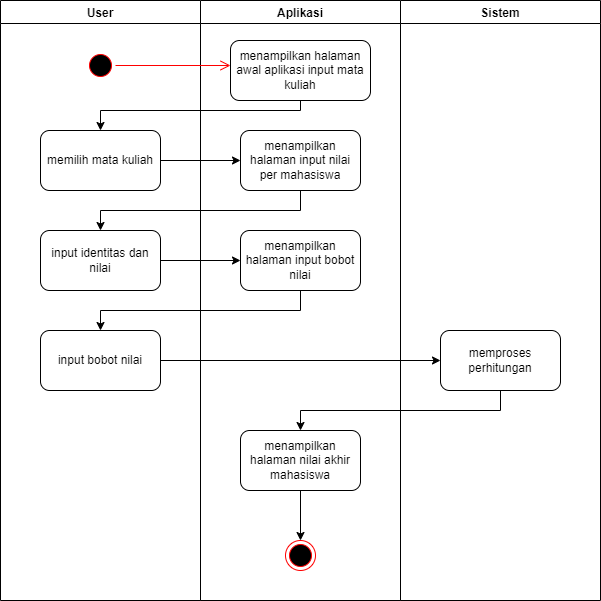 User
Aplikasi
Sistem
menampilkan halaman
awal aplikasi input mata
kuliah
memilih mata kuliah
menampilkan
halaman input nilai
per mahasiswa
input identitas dan
nilai
menampilkan
halaman input bobot
nilai
input bobot nilai
memproses
perhitungan
menampilkan
halaman nilai akhir
mahasiswa